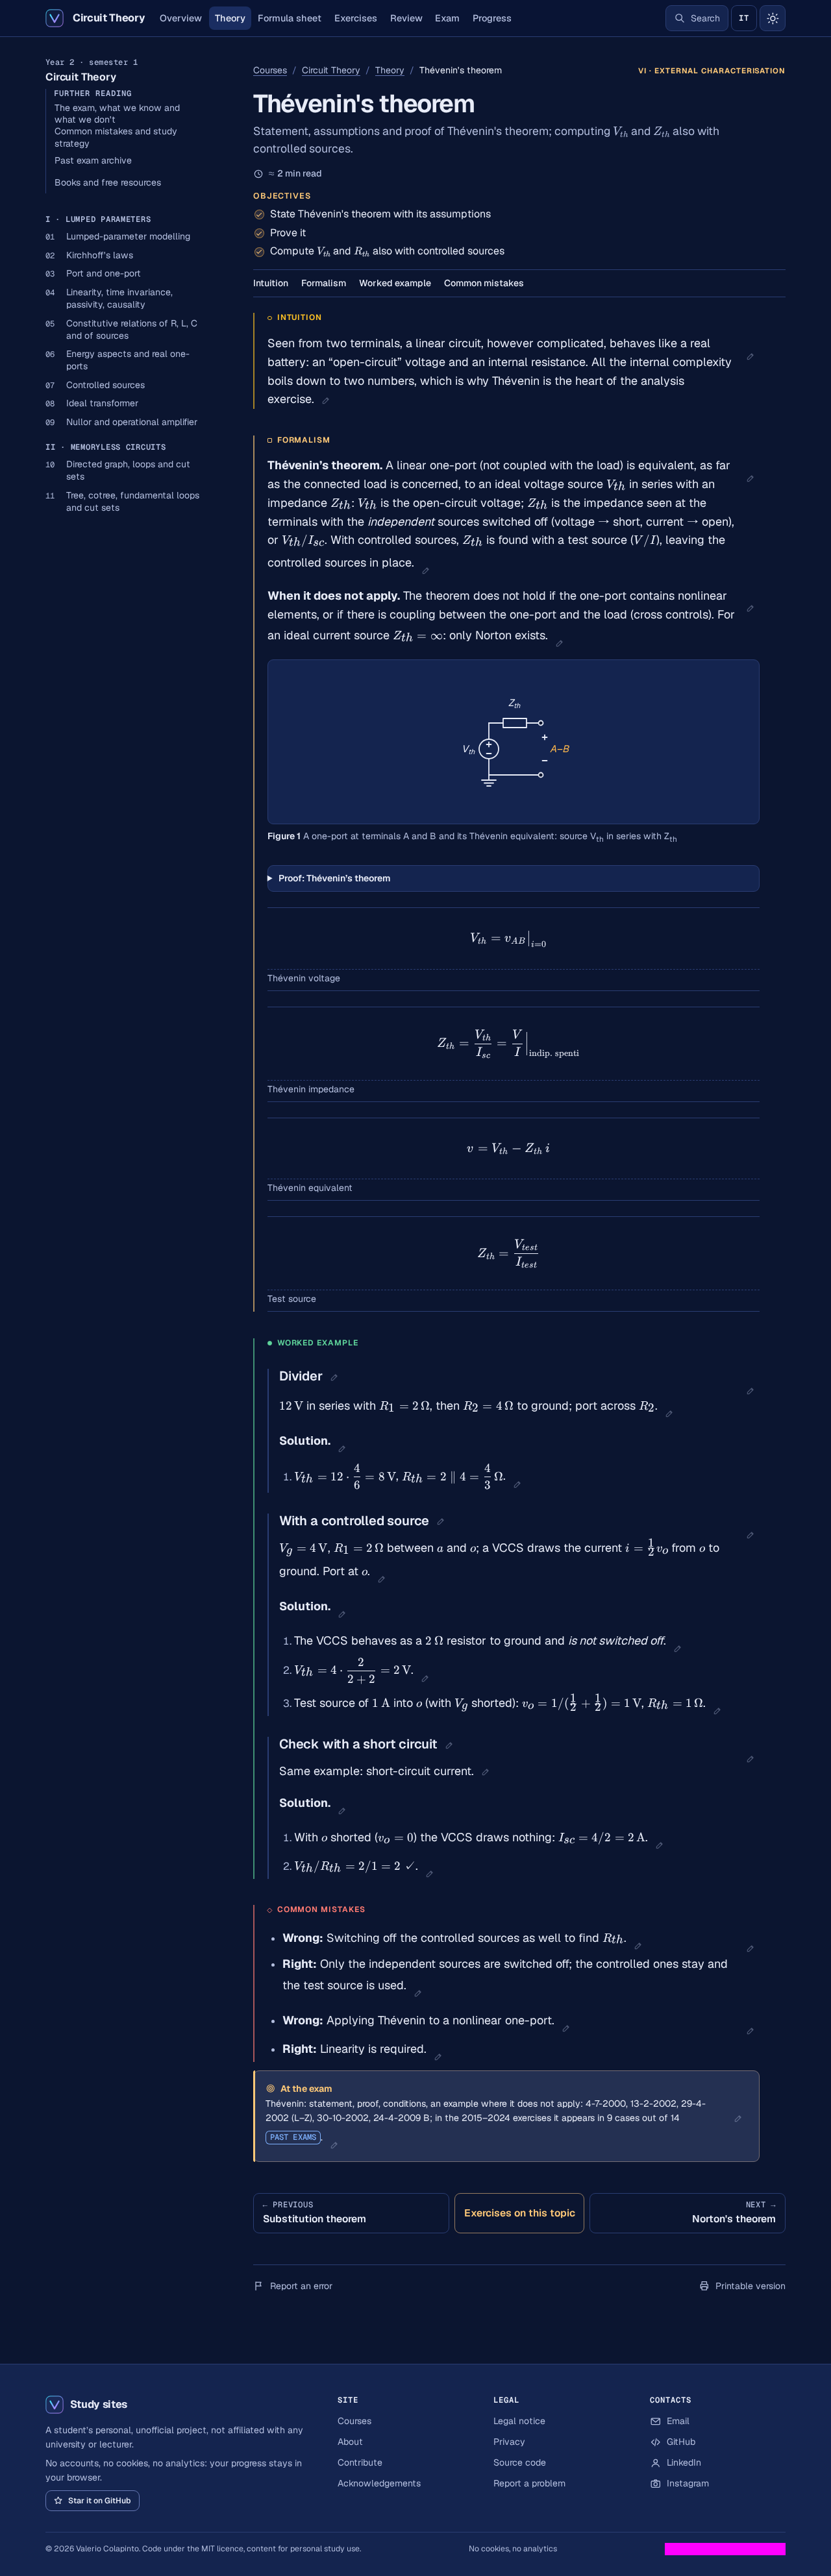 Circuit Theory Overview Theory Formula sheet Exercises Review Exam Progress Search IT
Year 2 · semester 1
Circuit Theory
FURTHER READING
The exam, what we know and
what we don't
Common mistakes and study
strategy
Past exam archive
Books and free resources
I · LUMPED PARAMETERS
01 Lumped-parameter modelling
02 Kirchhoff's laws
03 Port and one-port
04 Linearity, time invariance,
passivity, causality
05 Constitutive relations of R, L, C
and of sources
06 Energy aspects and real one-
ports
07 Controlled sources
08 Ideal transformer
09 Nullor and operational amplifier
II · MEMORYLESS CIRCUITS
10 Directed graph, loops and cut
sets
11 Tree, cotree, fundamental loops
and cut sets
Courses / Circuit Theory / Theory / Thévenin's theorem
VI · EXTERNAL CHARACTERISATION
Thévenin's theorem
Statement, assumptions and proof of Thévenin's theorem; computing V_th and Z_th also with
controlled sources.
≈ 2 min read
OBJECTIVES
State Thévenin's theorem with its assumptions
Prove it
Compute V_th and R_th also with controlled sources
Intuition Formalism Worked example Common mistakes
INTUITION
Seen from two terminals, a linear circuit, however complicated, behaves like a real
battery: an “open-circuit” voltage and an internal resistance. All the internal complexity
boils down to two numbers, which is why Thévenin is the heart of the analysis
exercise.
FORMALISM
Thévenin's theorem. A linear one-port (not coupled with the load) is equivalent, as far
as the connected load is concerned, to an ideal voltage source V_th in series with an
impedance Z_th: V_th is the open-circuit voltage; Z_th is the impedance seen at the
terminals with the independent sources switched off (voltage → short, current → open),
or V_th/I_sc. With controlled sources, Z_th is found with a test source (V/I), leaving the
controlled sources in place.
When it does not apply. The theorem does not hold if the one-port contains nonlinear
elements, or if there is coupling between the one-port and the load (cross controls). For
an ideal current source Z_th = ∞: only Norton exists.
Z_th
+
V_th + − A–B
−
Figure 1 A one-port at terminals A and B and its Thévenin equivalent: source V_th in series with Z_th
Proof: Thévenin's theorem
V_th = v_AB |_i=0
Thévenin voltage
Z_th = V_th/I_sc = V/I |_indip. spenti
Thévenin impedance
v = V_th − Z_th i
Thévenin equivalent
Z_th = V_test/I_test
Test source
WORKED EXAMPLE
Divider
12 V in series with R_1 = 2 Ω, then R_2 = 4 Ω to ground; port across R_2.
Solution.
1. V_th = 12 · 4/6 = 8 V, R_th = 2 ∥ 4 = 4/3 Ω.
With a controlled source
V_g = 4 V, R_1 = 2 Ω between a and o; a VCCS draws the current i = 1/2 v_o from o to
ground. Port at o.
Solution.
1. The VCCS behaves as a 2 Ω resistor to ground and is not switched off.
2. V_th = 4 · 2/(2 + 2) = 2 V.
3. Test source of 1 A into o (with V_g shorted): v_o = 1/(1/2 + 1/2) = 1 V, R_th = 1 Ω.
Check with a short circuit
Same example: short-circuit current.
Solution.
1. With o shorted (v_o = 0) the VCCS draws nothing: I_sc = 4/2 = 2 A.
2. V_th/R_th = 2/1 = 2 ✓.
COMMON MISTAKES
• Wrong: Switching off the controlled sources as well to find R_th.
• Right: Only the independent sources are switched off; the controlled ones stay and
the test source is used.
• Wrong: Applying Thévenin to a nonlinear one-port.
• Right: Linearity is required.
At the exam
Thévenin: statement, proof, conditions, an example where it does not apply: 4-7-2000, 13-2-2002, 29-4-
2002 (L–Z), 30-10-2002, 24-4-2009 B; in the 2015–2024 exercises it appears in 9 cases out of 14
PAST EXAMS.
← PREVIOUS
Substitution theorem
Exercises on this topic
NEXT →
Norton's theorem
Report an error Printable version
Study sites
A student's personal, unofficial project, not affiliated with any
university or lecturer.
No accounts, no cookies, no analytics: your progress stays in
your browser.
Star it on GitHub
SITE
Courses
About
Contribute
Acknowledgements
LEGAL
Legal notice
Privacy
Source code
Report a problem
CONTACTS
Email
GitHub
LinkedIn
Instagram
© 2026 Valerio Colapinto. Code under the MIT licence, content for personal study use. No cookies, no analytics